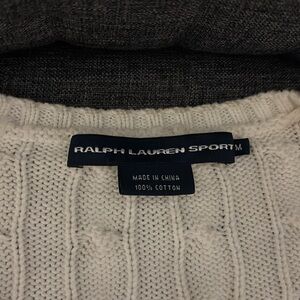 RALPH LAUREN SPORT M
MADE IN CHINA
100% COTTON